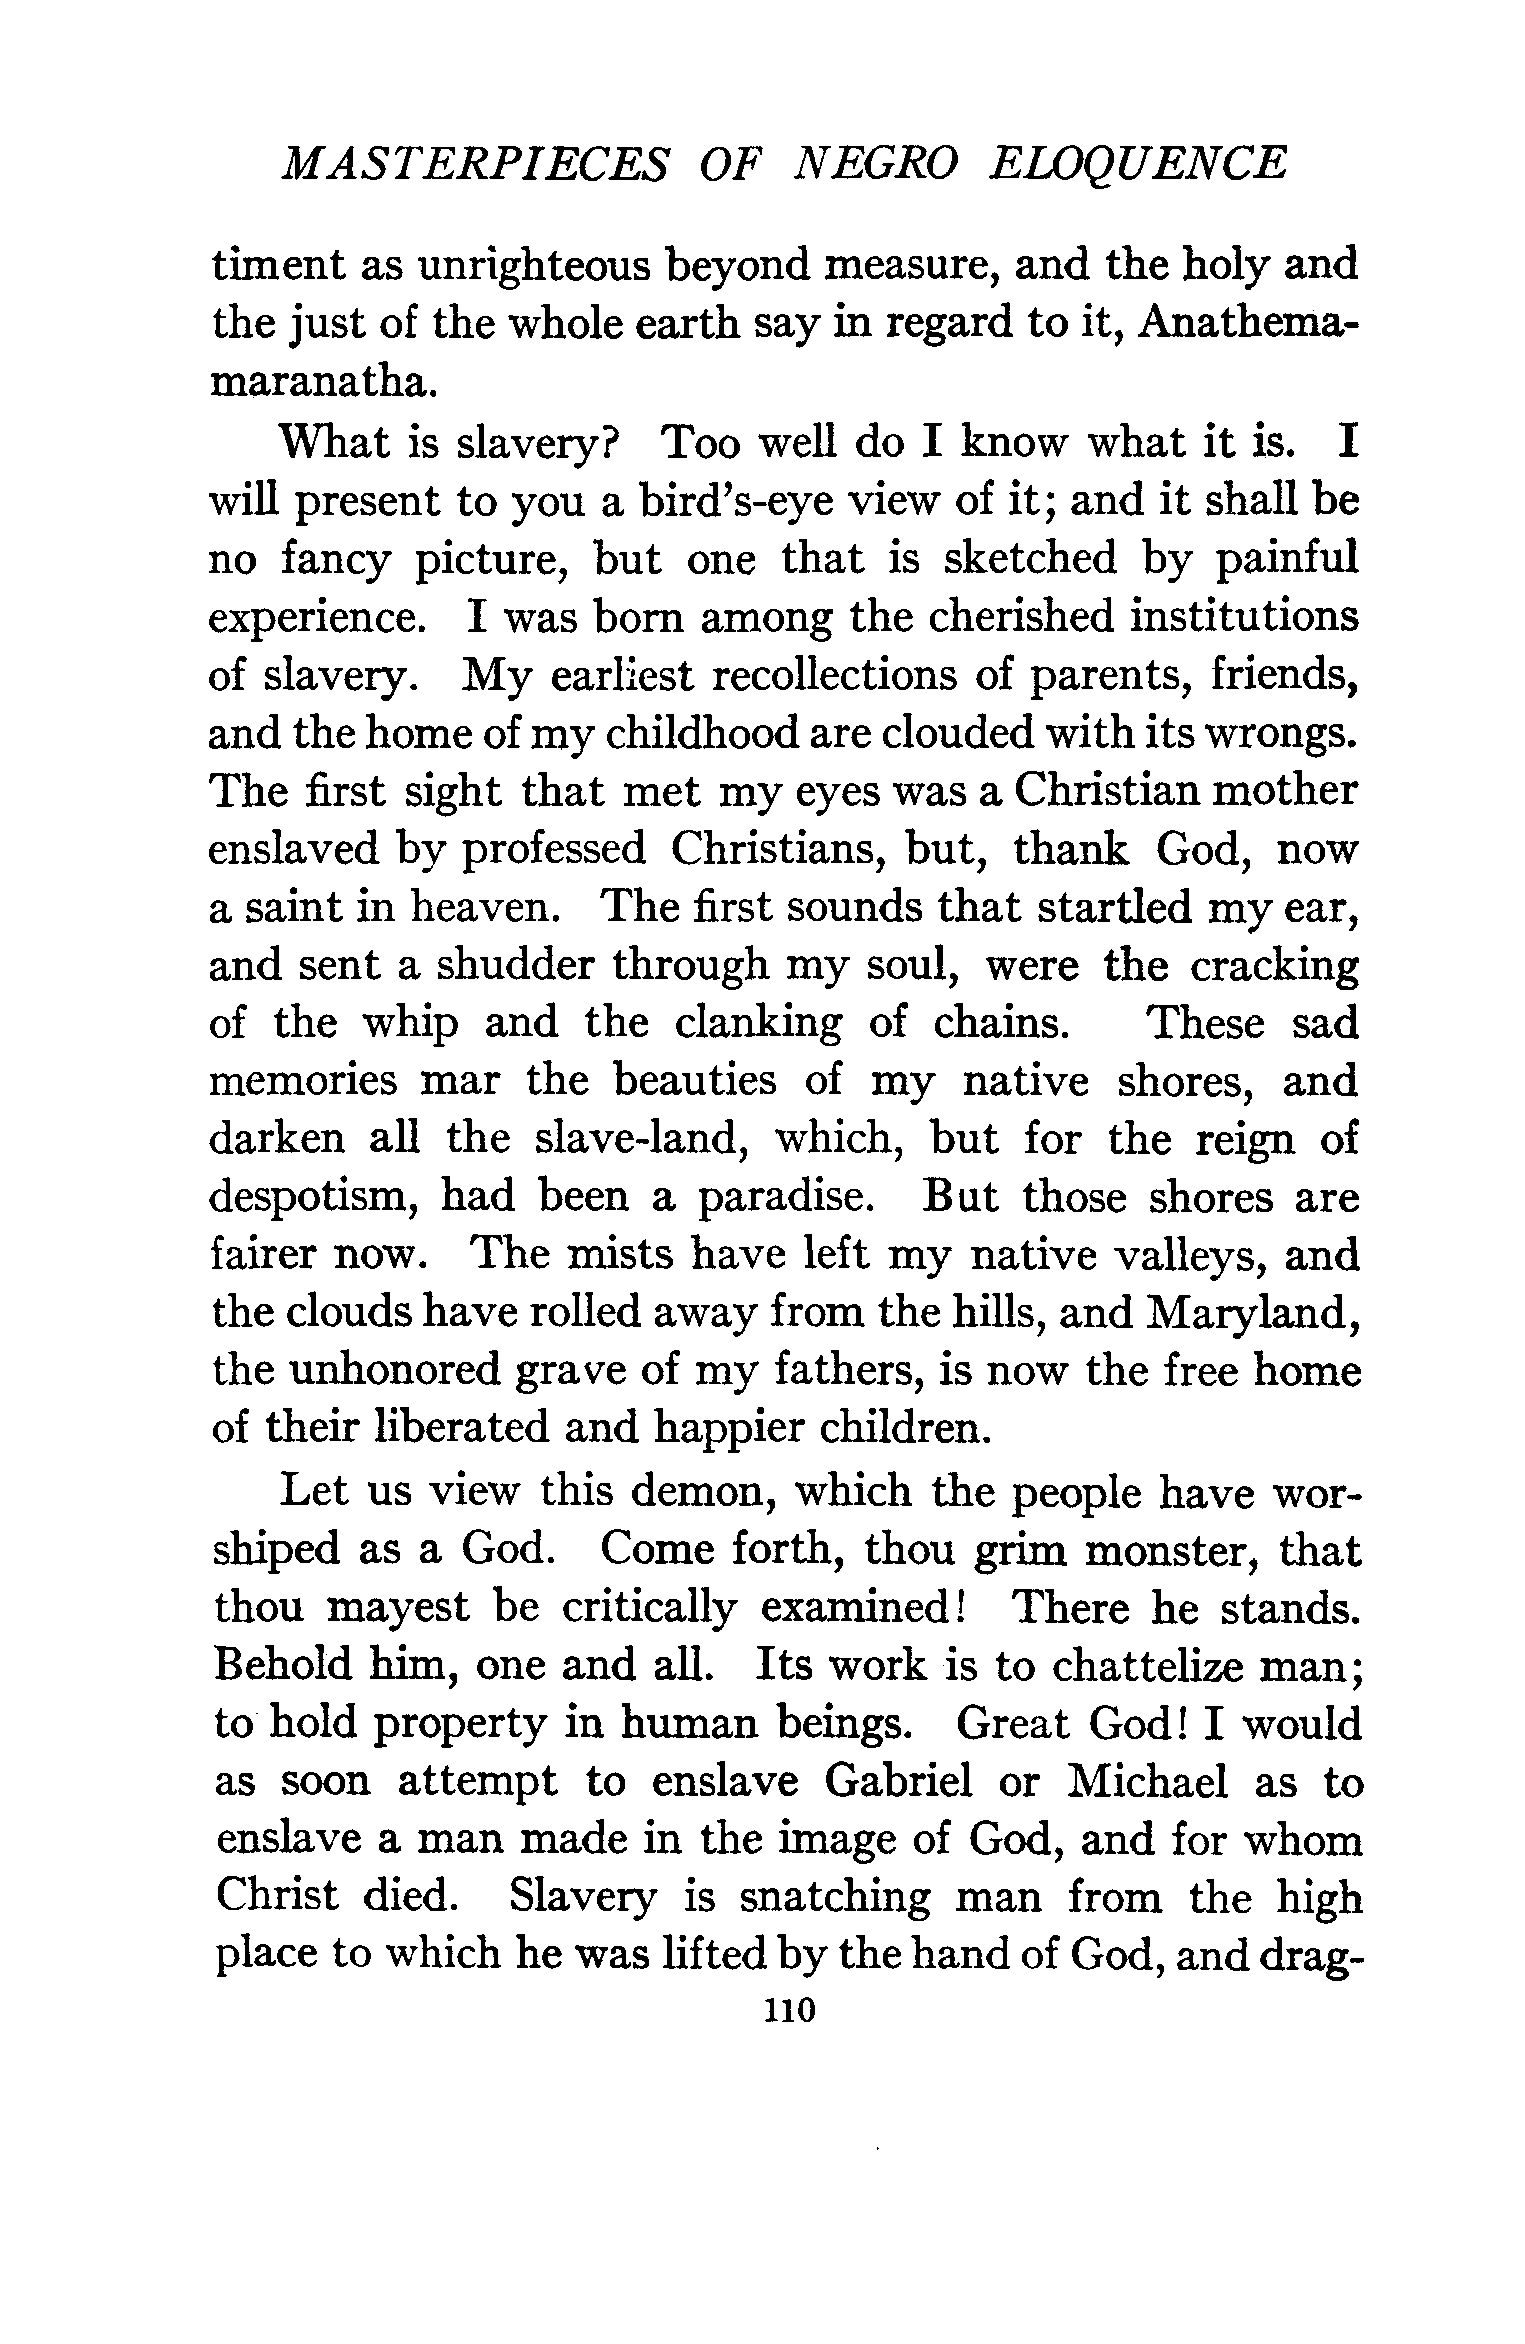 MASTERPIECES OF NEGRO ELOQUENCE
timent as unrighteous beyond measure, and the holy and
the just of the whole earth say in regard to it, Anathema-
maranatha.
What is slavery? Too well do I know what it is. I
will present to you a bird's-eye view of it; and it shall be
no fancy picture, but one that is sketched by painful
experience. I was born among the cherished institutions
of slavery. My earliest recollections of parents, friends,
and the home of my childhood are clouded with its wrongs.
The first sight that met my eyes was a Christian mother
enslaved by professed Christians, but, thank God, now
a saint in heaven. The first sounds that startled my ear,
and sent a shudder through my soul, were the cracking
of the whip and the clanking of chains. These sad
memories mar the beauties of my native shores, and
darken all the slave-land, which, but for the reign of
despotism, had been a paradise. But those shores are
fairer now. The mists have left my native valleys, and
the clouds have rolled away from the hills, and Maryland,
the unhonored grave of my fathers, is now the free home
of their liberated and happier children.
Let us view this demon, which the people have wor-
shiped as a God. Come forth, thou grim monster, that
thou mayest be critically examined! There he stands.
Behold him, one and all. Its work is to chattelize man;
to hold property in human beings. Great God! I would
as soon attempt to enslave Gabriel or Michael as to
enslave a man made in the image of God, and for whom
Christ died. Slavery is snatching man from the high
place to which he was lifted by the hand of God, and drag-
110